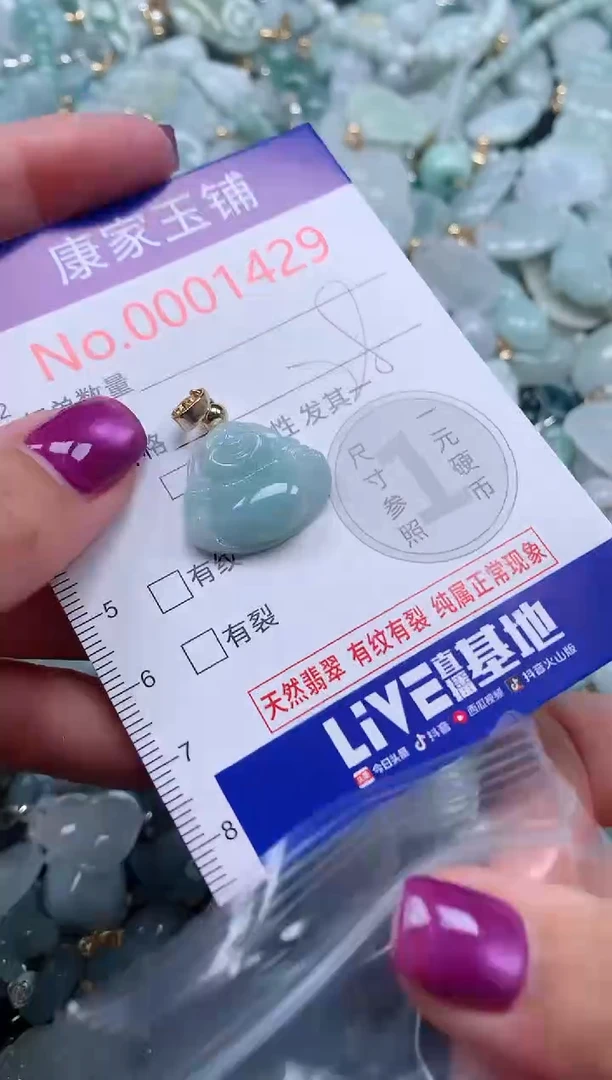 康家玉铺
No.0001429
单数量
格
性发其
一元硬币
1
尺寸参照
有纹
有裂
天然翡翠 有纹有裂 纯属正常现象
LiVE直播基地
今日头条 抖音 西瓜视频 抖音火山版
5
6
7
8